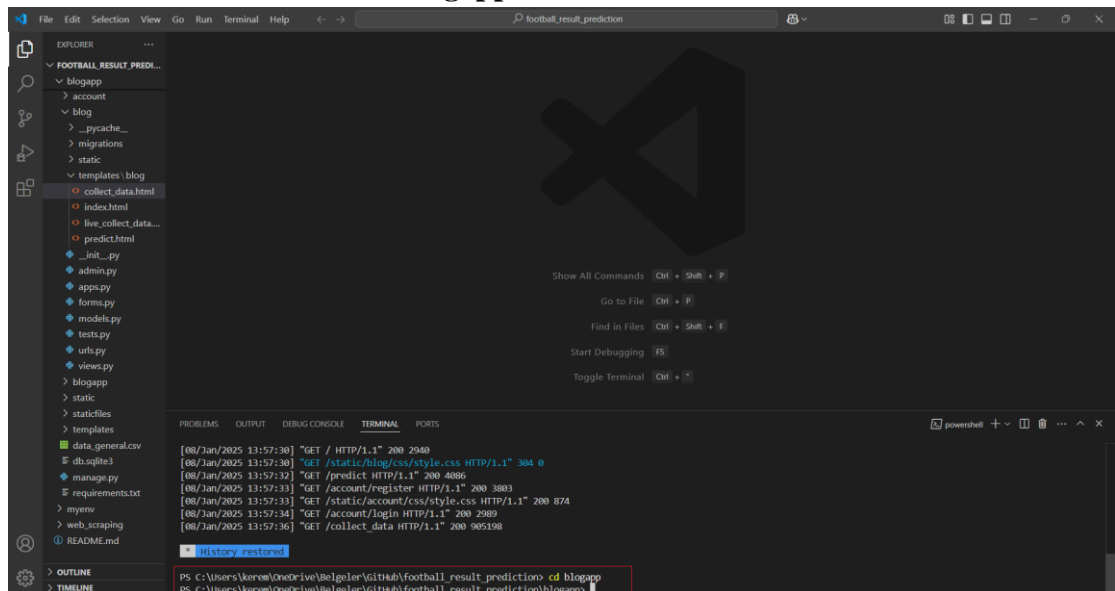 File Edit Selection View Go Run Terminal Help
football_result_prediction
EXPLORER
FOOTBALL_RESULT_PREDI...
blogapp
account
blog
__pycache__
migrations
static
templates\blog
collect_data.html
index.html
live_collect_data....
predict.html
__init__.py
admin.py
apps.py
forms.py
models.py
tests.py
urls.py
views.py
blogapp
static
staticfiles
templates
data_general.csv
db.sqlite3
manage.py
requirements.txt
myenv
web_scraping
README.md
OUTLINE
TIMELINE
Show All Commands Ctrl + Shift + P
Go to File Ctrl + P
Find in Files Ctrl + Shift + F
Start Debugging F5
Toggle Terminal Ctrl + "
PROBLEMS OUTPUT DEBUG CONSOLE TERMINAL PORTS
powershell
[08/Jan/2025 13:57:30] "GET / HTTP/1.1" 200 2940
[08/Jan/2025 13:57:30] "GET /static/blog/css/style.css HTTP/1.1" 304 0
[08/Jan/2025 13:57:32] "GET /predict HTTP/1.1" 200 4086
[08/Jan/2025 13:57:33] "GET /account/register HTTP/1.1" 200 3803
[08/Jan/2025 13:57:33] "GET /static/account/css/style.css HTTP/1.1" 200 874
[08/Jan/2025 13:57:34] "GET /account/login HTTP/1.1" 200 2989
[08/Jan/2025 13:57:36] "GET /collect_data HTTP/1.1" 200 905198
* History restored
PS C:\Users\kerem\OneDrive\Belgeler\GitHub\football_result_prediction> cd blogapp
PS C:\Users\kerem\OneDrive\Belgeler\GitHub\football_result_prediction\blogapp>